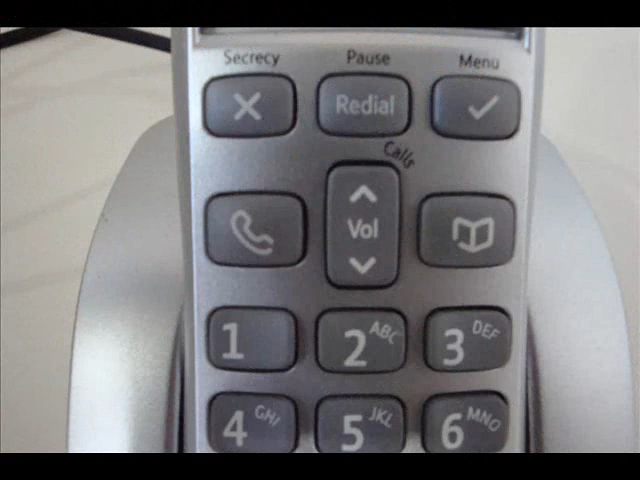 Secrecy Pause Menu
Redial
Calls
Vol
1 2 ABC 3 DEF
4 GHI 5 JKL 6 MNO